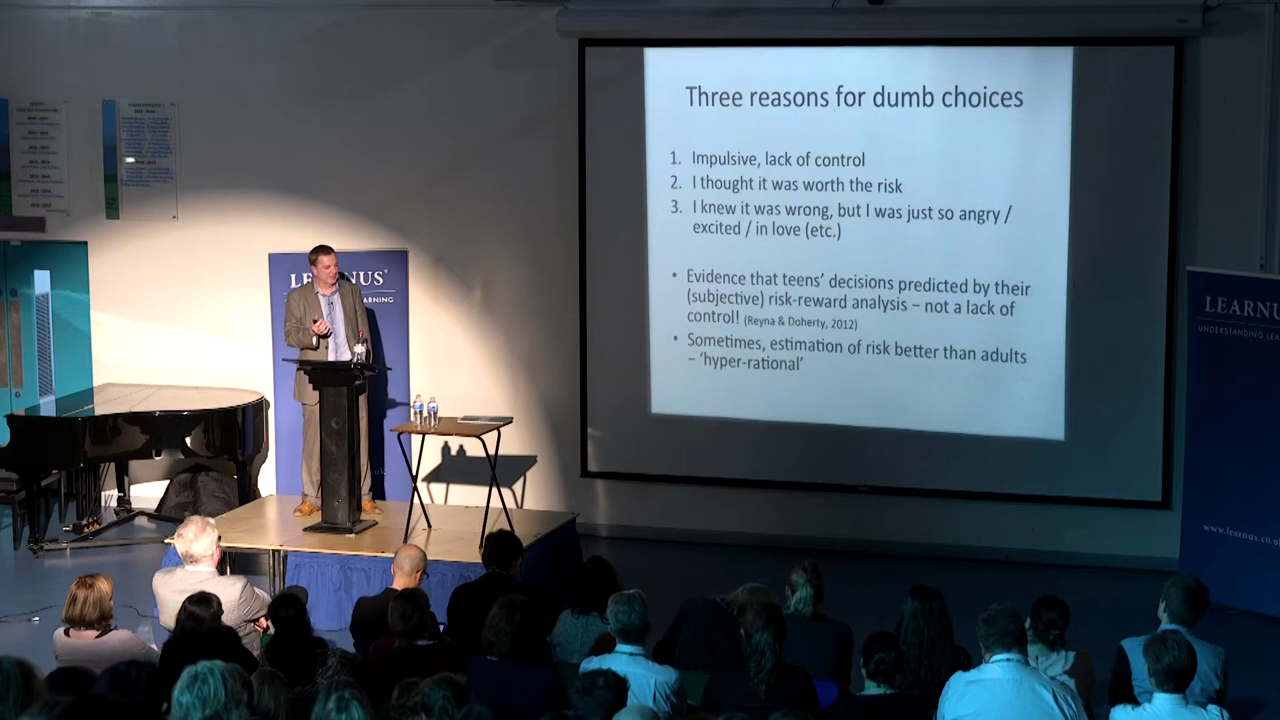 Three reasons for dumb choices
1. Impulsive, lack of control
2. I thought it was worth the risk
3. I knew it was wrong, but I was just so angry /
excited / in love (etc.)
• Evidence that teens’ decisions predicted by their
(subjective) risk-reward analysis – not a lack of
control! (Reyna & Doherty, 2012)
• Sometimes, estimation of risk better than adults
– ‘hyper-rational’
LEARNUS
UNDERSTANDING
www.learnus.co.u